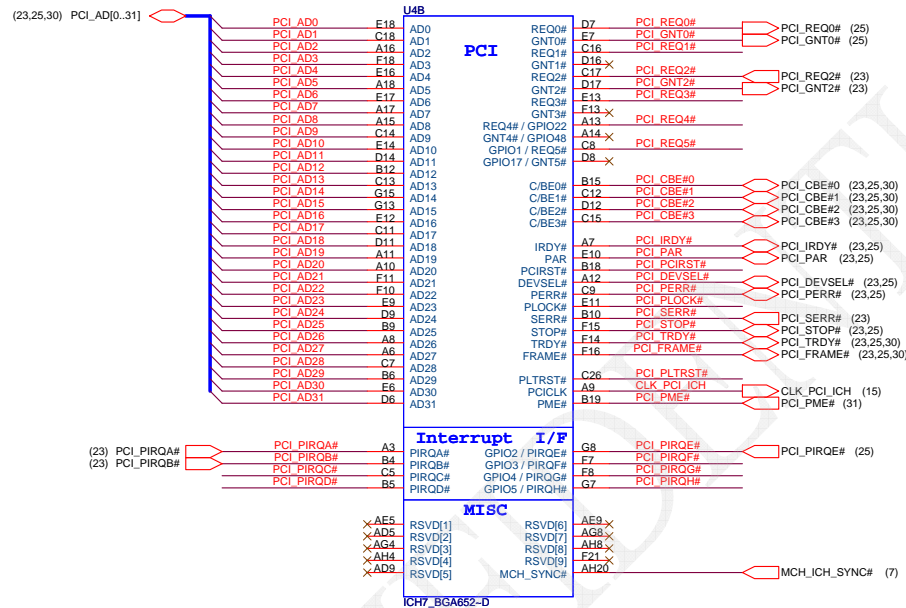 U4B
(23,25,30) PCI_AD[0..31]
PCI
PCI_AD0 E18 AD0
PCI_AD1 C18 AD1
PCI_AD2 A16 AD2
PCI_AD3 F18 AD3
PCI_AD4 E16 AD4
PCI_AD5 A18 AD5
PCI_AD6 E17 AD6
PCI_AD7 A17 AD7
PCI_AD8 A15 AD8
PCI_AD9 C14 AD9
PCI_AD10 E14 AD10
PCI_AD11 D14 AD11
PCI_AD12 B12 AD12
PCI_AD13 C13 AD13
PCI_AD14 G15 AD14
PCI_AD15 G13 AD15
PCI_AD16 E12 AD16
PCI_AD17 C11 AD17
PCI_AD18 D11 AD18
PCI_AD19 A11 AD19
PCI_AD20 A10 AD20
PCI_AD21 F11 AD21
PCI_AD22 F10 AD22
PCI_AD23 E9 AD23
PCI_AD24 D9 AD24
PCI_AD25 B9 AD25
PCI_AD26 A8 AD26
PCI_AD27 A6 AD27
PCI_AD28 C7 AD28
PCI_AD29 B6 AD29
PCI_AD30 E6 AD30
PCI_AD31 D6 AD31
REQ0# D7 PCI_REQ0# PCI_REQ0# (25)
GNT0# E7 PCI_GNT0# PCI_GNT0# (25)
REQ1# C16 PCI_REQ1#
GNT1# D16
REQ2# C17 PCI_REQ2# PCI_REQ2# (23)
GNT2# D17 PCI_GNT2# PCI_GNT2# (23)
REQ3# E13 PCI_REQ3#
GNT3# F13
REQ4# / GPIO22 A13 PCI_REQ4#
GNT4# / GPIO48 A14
GPIO1 / REQ5# C8 PCI_REQ5#
GPIO17 / GNT5# D8
C/BE0# B15 PCI_CBE#0 PCI_CBE#0 (23,25,30)
C/BE1# C12 PCI_CBE#1 PCI_CBE#1 (23,25,30)
C/BE2# D12 PCI_CBE#2 PCI_CBE#2 (23,25,30)
C/BE3# C15 PCI_CBE#3 PCI_CBE#3 (23,25,30)
IRDY# A7 PCI_IRDY# PCI_IRDY# (23,25)
PAR E10 PCI_PAR PCI_PAR (23,25)
PCIRST# B18 PCI_PCIRST#
DEVSEL# A12 PCI_DEVSEL# PCI_DEVSEL# (23,25)
PERR# C9 PCI_PERR# PCI_PERR# (23,25)
PLOCK# E11 PCI_PLOCK#
SERR# B10 PCI_SERR# PCI_SERR# (23)
STOP# F15 PCI_STOP# PCI_STOP# (23,25)
TRDY# F14 PCI_TRDY# PCI_TRDY# (23,25,30)
FRAME# F16 PCI_FRAME# PCI_FRAME# (23,25,30)
PLTRST# C26 PCI_PLTRST#
PCICLK A9 CLK_PCI_ICH CLK_PCI_ICH (15)
PME# B19 PCI_PME# PCI_PME# (31)
Interrupt I/F
(23) PCI_PIRQA# PCI_PIRQA# A3 PIRQA# GPIO2 / PIRQE# G8 PCI_PIRQE# PCI_PIRQE# (25)
(23) PCI_PIRQB# PCI_PIRQB# B4 PIRQB# GPIO3 / PIRQF# F7 PCI_PIRQF#
PCI_PIRQC# C5 PIRQC# GPIO4 / PIRQG# F8 PCI_PIRQG#
PCI_PIRQD# B5 PIRQD# GPIO5 / PIRQH# G7 PCI_PIRQH#
MISC
AE5 RSVD[1] RSVD[6] AE9
AD5 RSVD[2] RSVD[7] AG8
AG4 RSVD[3] RSVD[8] AH8
AH4 RSVD[4] RSVD[9] F21
AD9 RSVD[5] MCH_SYNC# AH20 MCH_ICH_SYNC# (7)
ICH7_BGA652~D